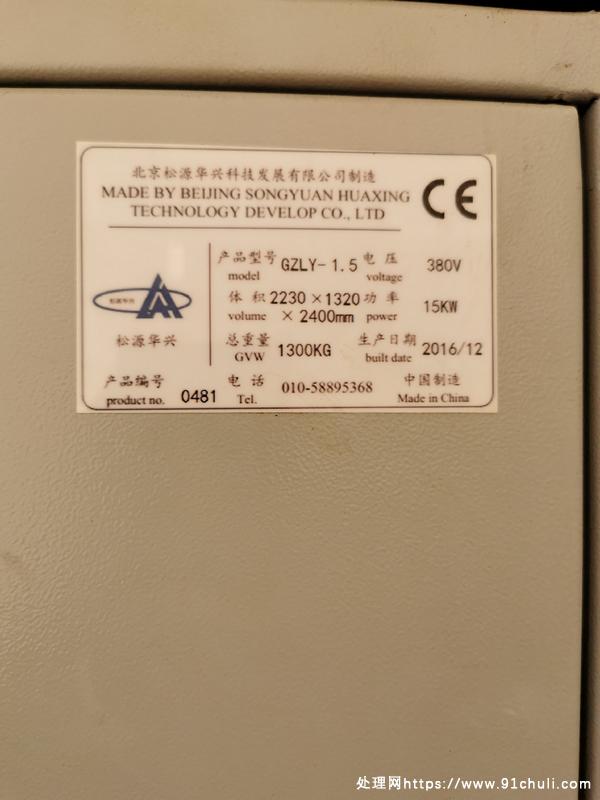 北京松源华兴科技发展有限公司制造
MADE BY BEIJING SONGYUAN HUAXING
TECHNOLOGY DEVELOP CO., LTD
CE
产品型号 GZLY-1.5 电压 380V
model voltage
体积 2230×1320 功率 15KW
volume ×2400mm power
松源华兴
松源华兴
总重量 1300KG 生产日期 2016/12
GVW built date
产品编号 0481 电话 010-58895368 中国制造
product no. Tel. Made in China
处理网https://www.91chuli.com